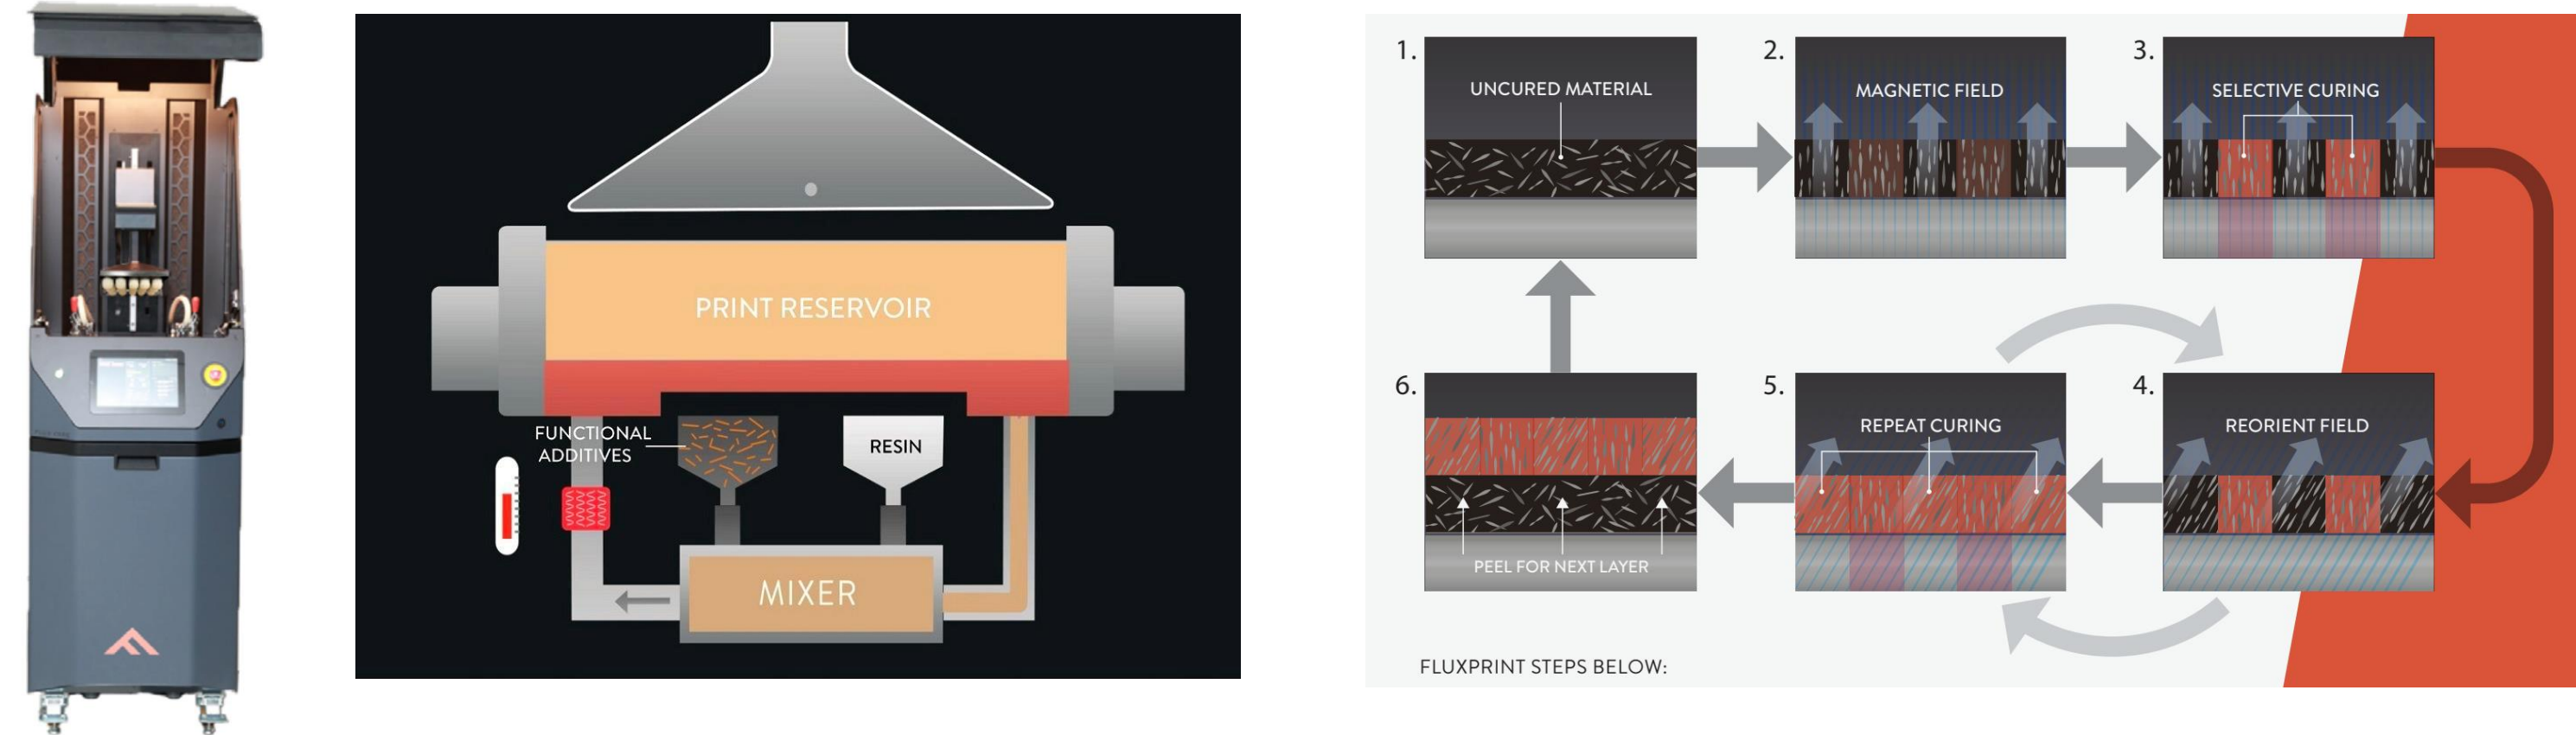 PRINT RESERVOIR
FUNCTIONAL
ADDITIVES
RESIN
MIXER
1.
UNCURED MATERIAL
2.
MAGNETIC FIELD
3.
SELECTIVE CURING
6.
PEEL FOR NEXT LAYER
5.
REPEAT CURING
4.
REORIENT FIELD
FLUXPRINT STEPS BELOW: